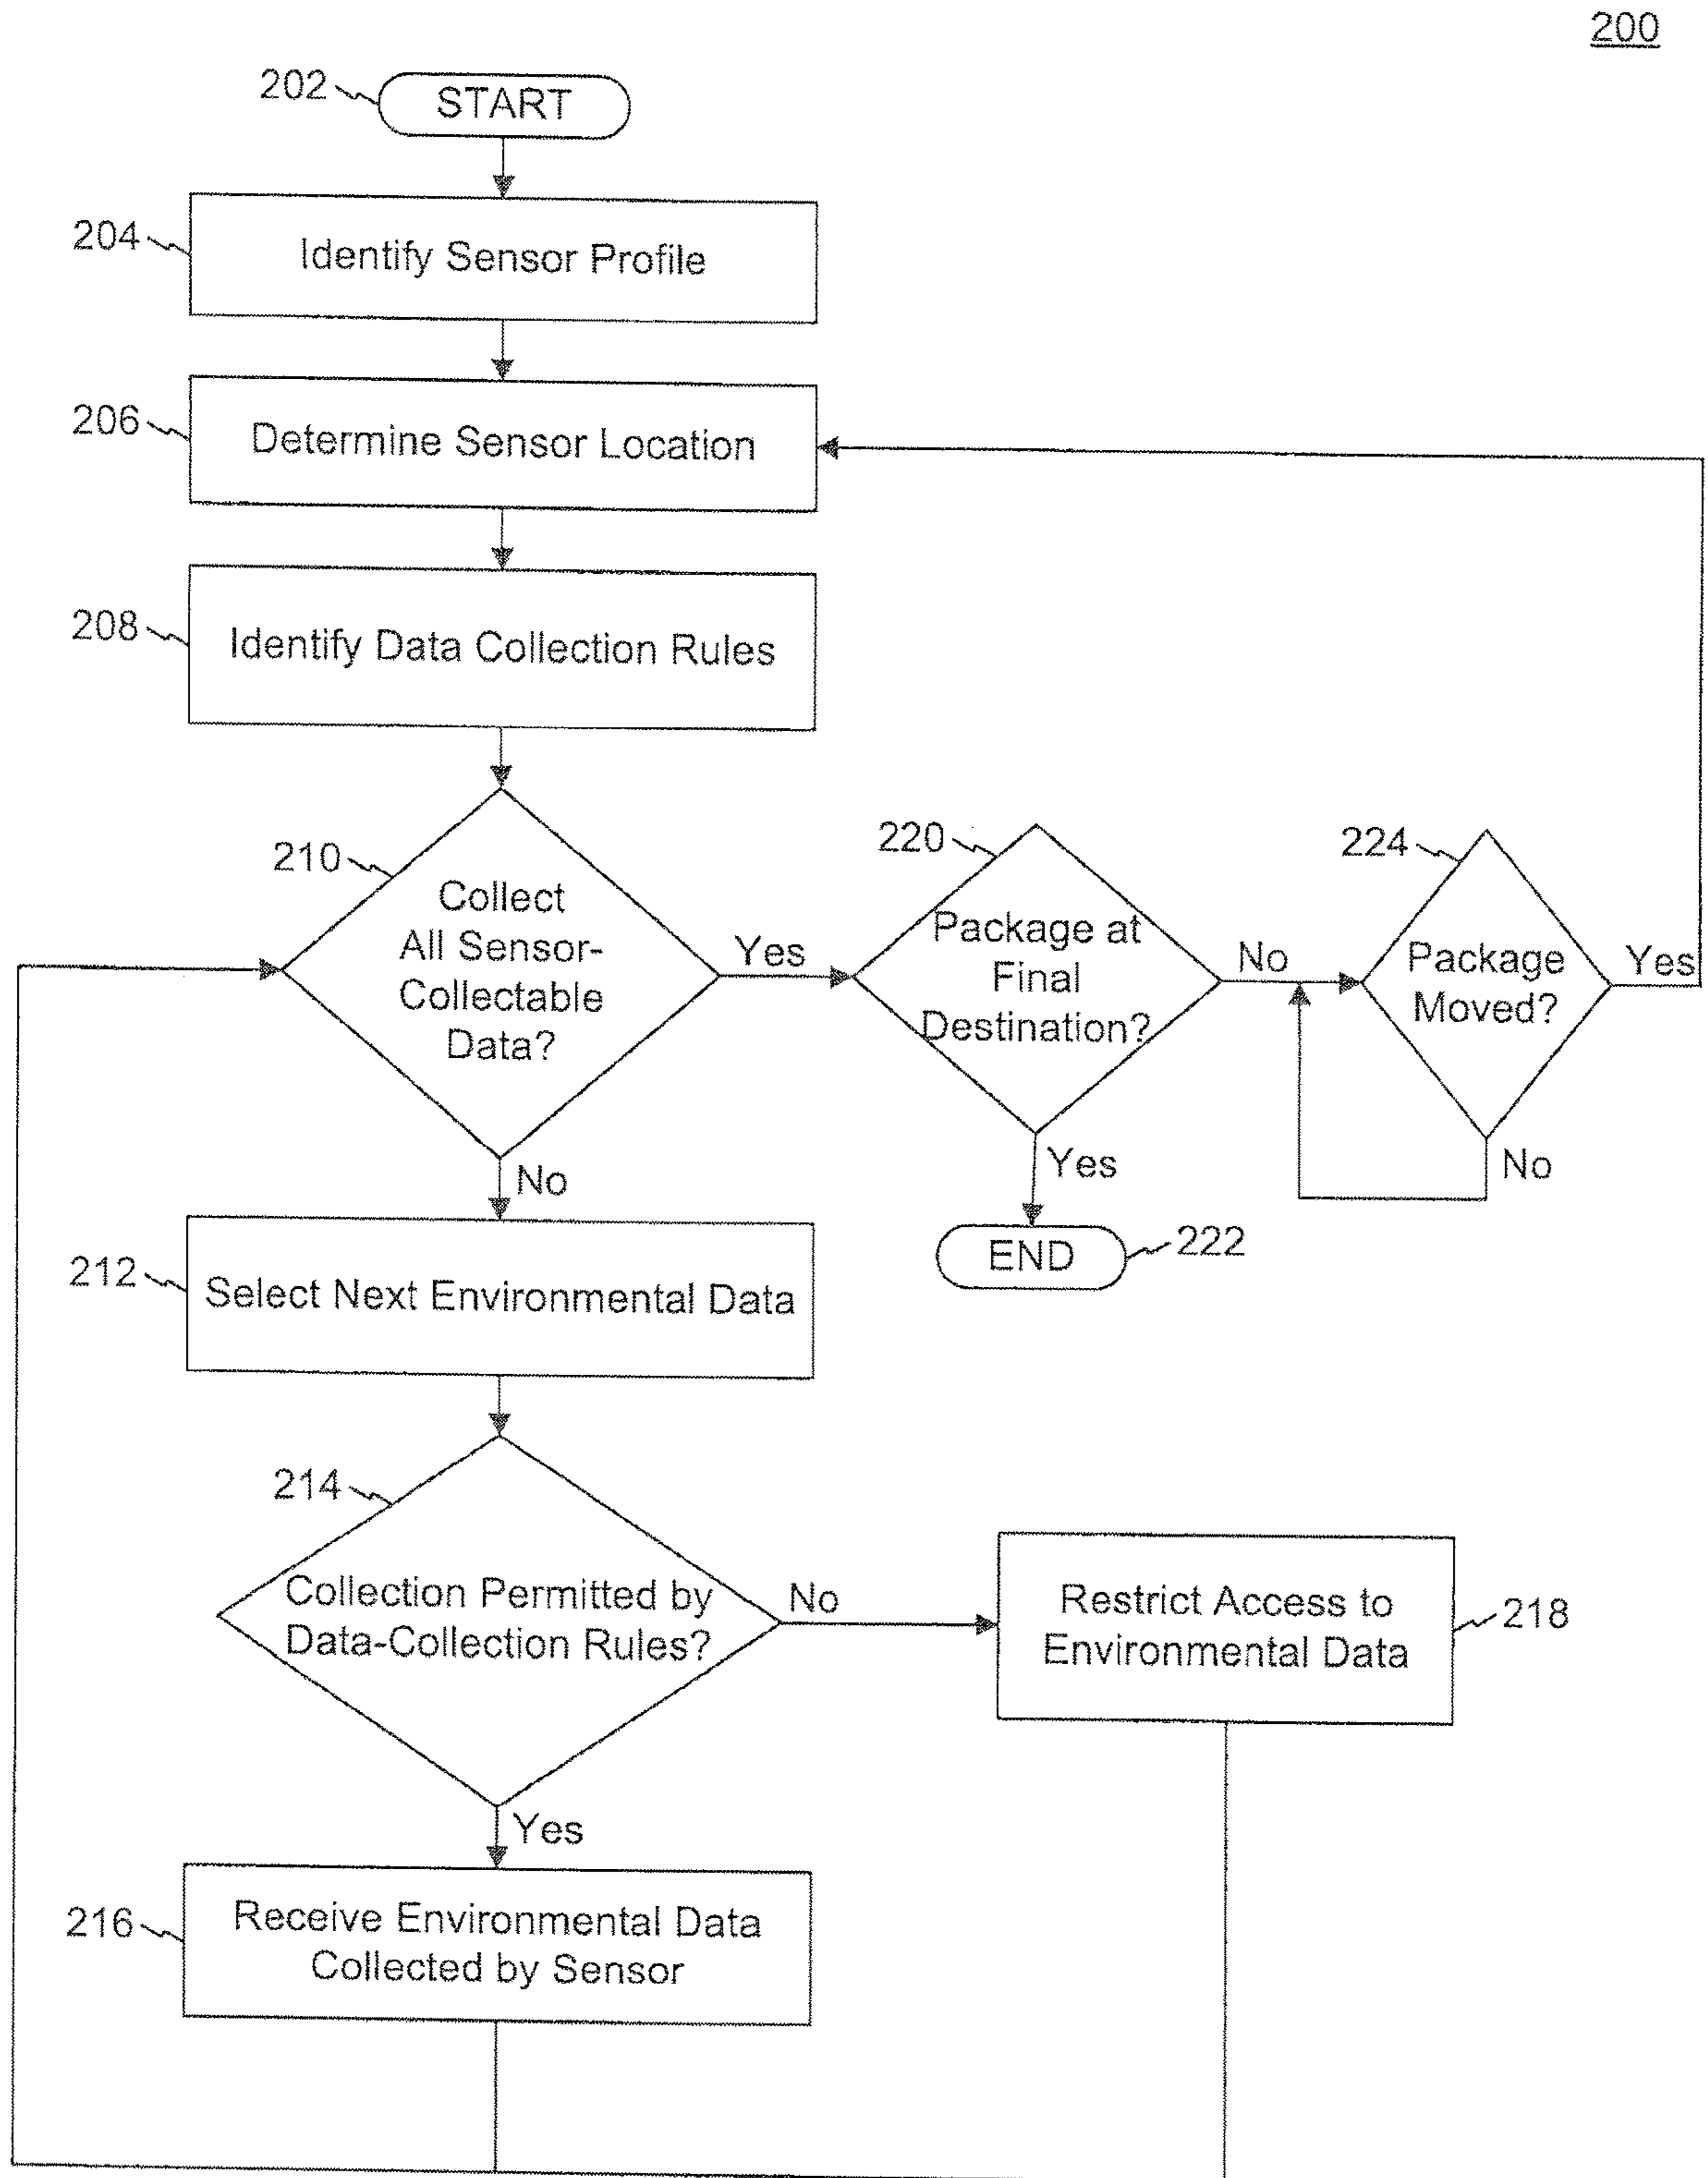 200
202
START
204
Identify Sensor Profile
206
Determine Sensor Location
208
Identify Data Collection Rules
210
Collect
All Sensor-
Collectable
Data?
Yes
220
Package at
Final
Destination?
No
224
Package
Moved?
Yes
No
Yes
No
END
222
212
Select Next Environmental Data
214
Collection Permitted by
Data-Collection Rules?
No
Restrict Access to
Environmental Data
218
Yes
216
Receive Environmental Data
Collected by Sensor